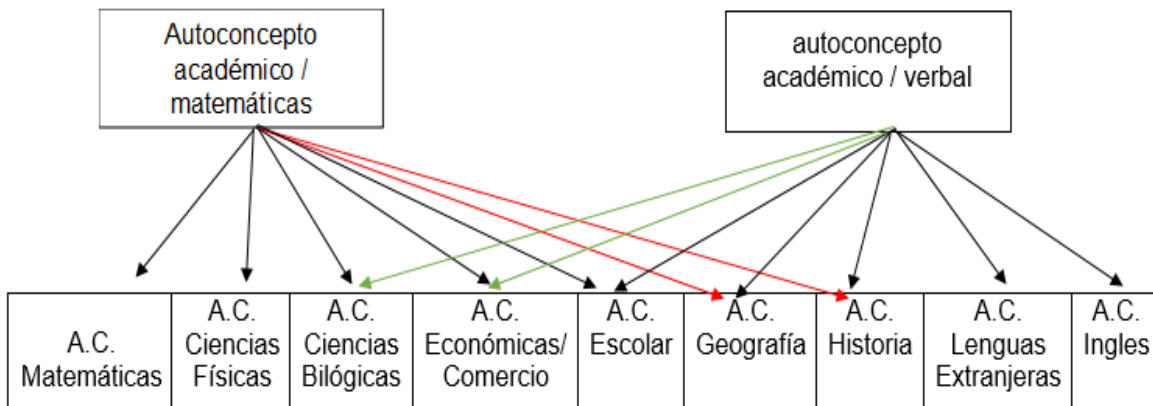 Autoconcepto
académico /
matemáticas
autoconcepto
académico / verbal
A.C.
Matemáticas
A.C.
Ciencias
Físicas
A.C.
Ciencias
Bilógicas
A.C.
Económicas/
Comercio
A.C.
Escolar
A.C.
Geografía
A.C.
Historia
A.C.
Lenguas
Extranjeras
A.C.
Ingles